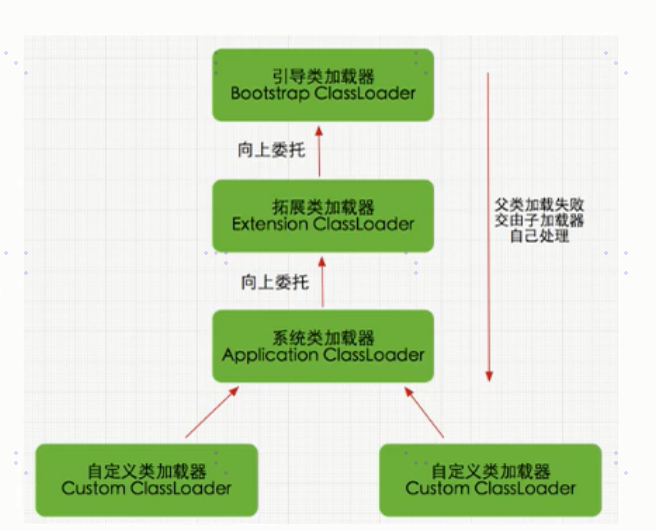 引导类加载器
Bootstrap ClassLoader
向上委托
拓展类加载器
Extension ClassLoader
父类加载失败
交由子加载器
自己处理
向上委托
系统类加载器
Application ClassLoader
自定义类加载器
Custom ClassLoader
自定义类加载器
Custom ClassLoader